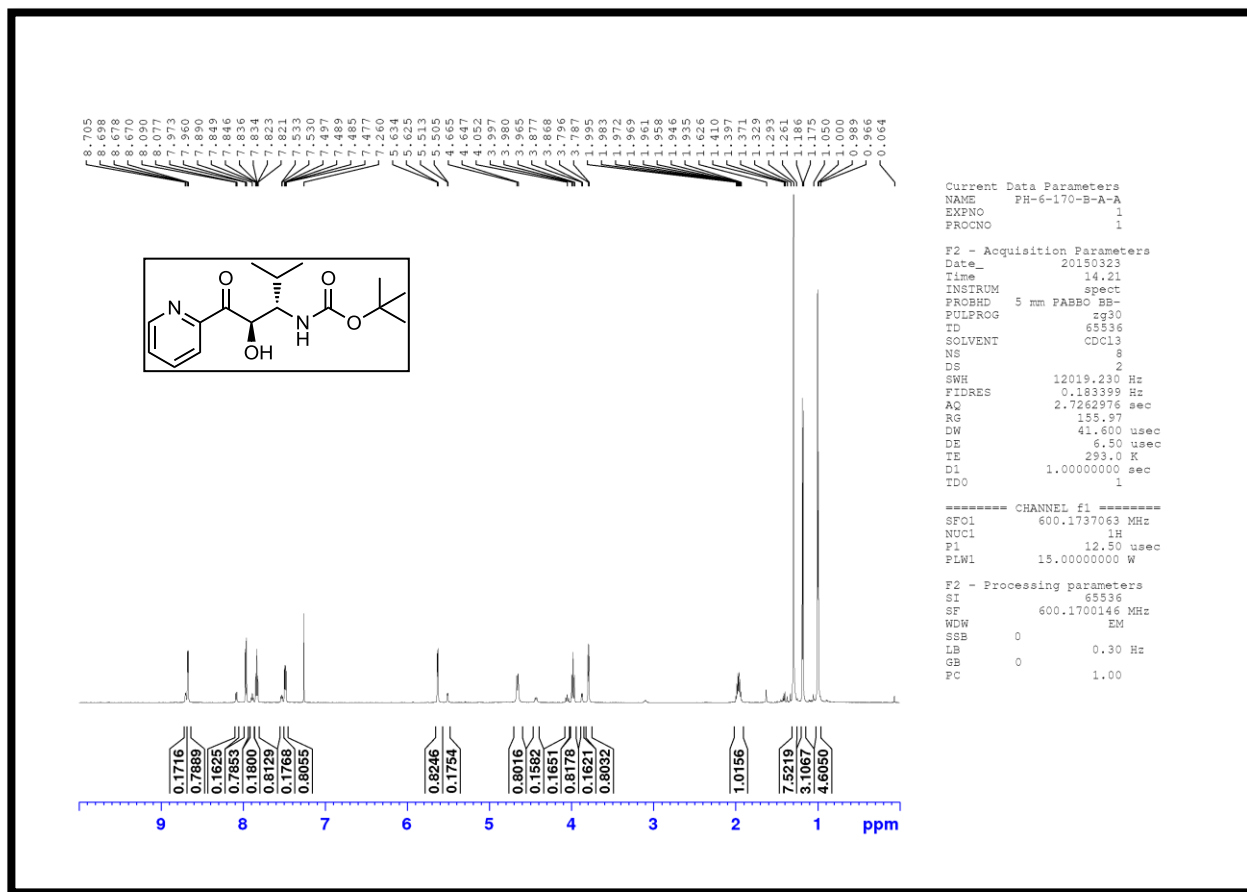 8.705
8.698
8.678
8.670
8.090
8.077
7.973
7.960
7.890
7.849
7.846
7.836
7.834
7.823
7.821
7.533
7.530
7.497
7.489
7.485
7.477
7.260
5.634
5.625
5.513
5.505
4.665
4.647
4.052
3.997
3.980
3.965
3.877
3.868
3.796
3.787
1.995
1.983
1.972
1.969
1.961
1.958
1.946
1.935
1.626
1.410
1.397
1.371
1.329
1.293
1.261
1.186
1.175
1.050
1.000
0.989
0.966
0.064
O
O
N
N
H
O
OH
Current Data Parameters
NAME PH-6-170-B-A-A
EXPNO 1
PROCNO 1
F2 - Acquisition Parameters
Date_ 20150323
Time 14.21
INSTRUM spect
PROBHD 5 mm PABBO BB-
PULPROG zg30
TD 65536
SOLVENT CDCl3
NS 8
DS 2
SWH 12019.230 Hz
FIDRES 0.183399 Hz
AQ 2.7262976 sec
RG 155.97
DW 41.600 usec
DE 6.50 usec
TE 293.0 K
D1 1.00000000 sec
TD0 1
======== CHANNEL f1 ========
SFO1 600.1737063 MHz
NUC1 1H
P1 12.50 usec
PLW1 15.00000000 W
F2 - Processing parameters
SI 65536
SF 600.1700146 MHz
WDW EM
SSB 0
LB 0.30 Hz
GB 0
PC 1.00
0.1716
0.7889
0.1625
0.7853
0.1800
0.8129
0.1768
0.8055
0.8246
0.1754
0.8016
0.1582
0.1651
0.8178
0.1621
0.8032
1.0156
7.5219
3.1067
4.6050
9 8 7 6 5 4 3 2 1 ppm